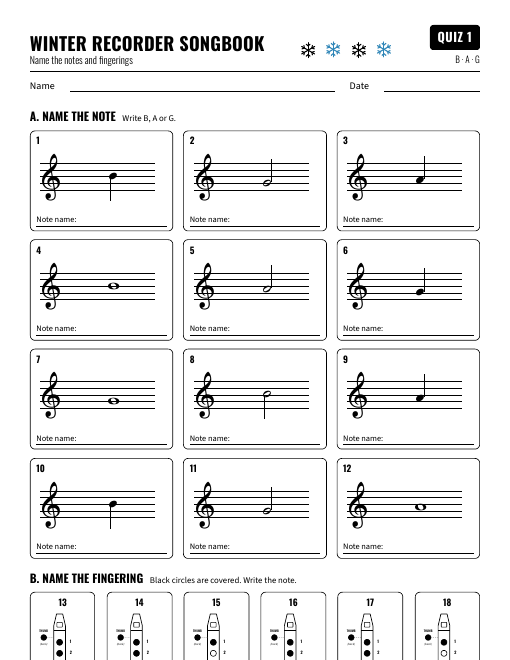 WINTER RECORDER SONGBOOK
Name the notes and fingerings
QUIZ 1
B · A · G
Name
Date
A. NAME THE NOTE Write B, A or G.
1
Note name:
2
Note name:
3
Note name:
4
Note name:
5
Note name:
6
Note name:
7
Note name:
8
Note name:
9
Note name:
10
Note name:
11
Note name:
12
Note name:
B. NAME THE FINGERING Black circles are covered. Write the note.
13
1
2
14
1
2
15
1
2
16
1
2
17
1
2
18
1
2